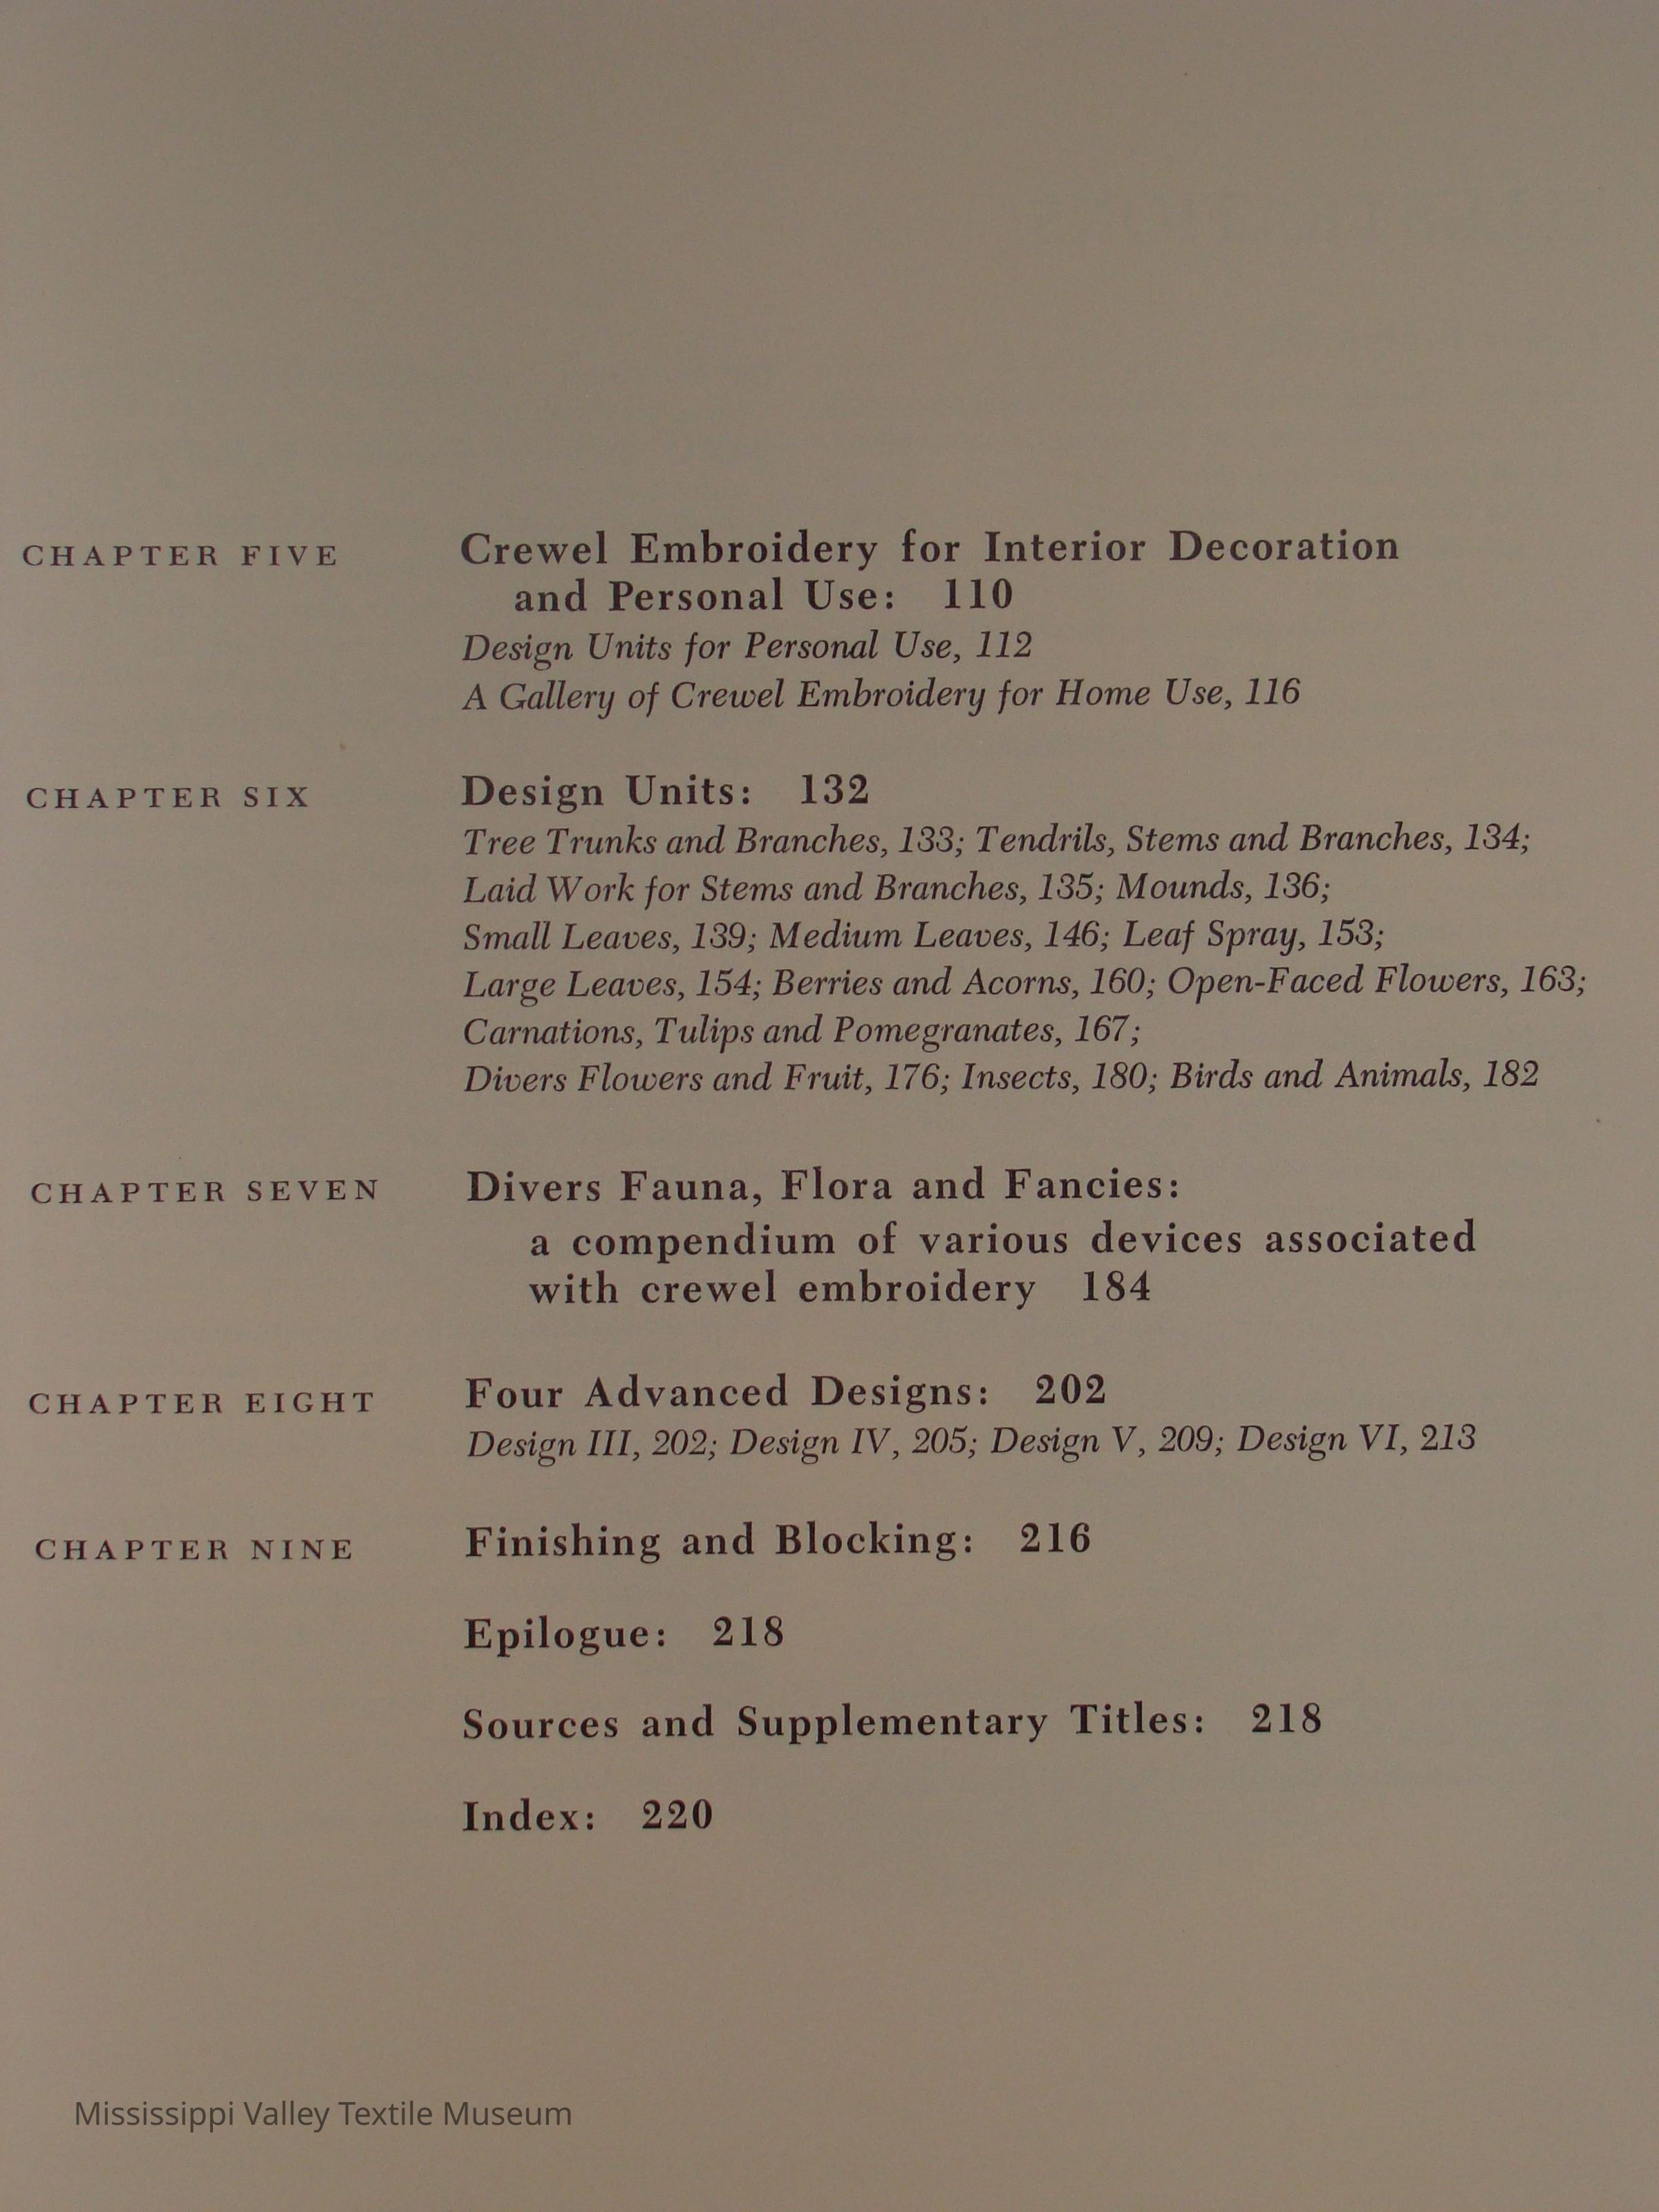 CHAPTER FIVE Crewel Embroidery for Interior Decoration
and Personal Use: 110
Design Units for Personal Use, 112
A Gallery of Crewel Embroidery for Home Use, 116
CHAPTER SIX Design Units: 132
Tree Trunks and Branches, 133; Tendrils, Stems and Branches, 134;
Laid Work for Stems and Branches, 135; Mounds, 136;
Small Leaves, 139; Medium Leaves, 146; Leaf Spray, 153;
Large Leaves, 154; Berries and Acorns, 160; Open-Faced Flowers, 163;
Carnations, Tulips and Pomegranates, 167;
Divers Flowers and Fruit, 176; Insects, 180; Birds and Animals, 182
CHAPTER SEVEN Divers Fauna, Flora and Fancies:
a compendium of various devices associated
with crewel embroidery 184
CHAPTER EIGHT Four Advanced Designs: 202
Design III, 202; Design IV, 205; Design V, 209; Design VI, 213
CHAPTER NINE Finishing and Blocking: 216
Epilogue: 218
Sources and Supplementary Titles: 218
Index: 220
Mississippi Valley Textile Museum